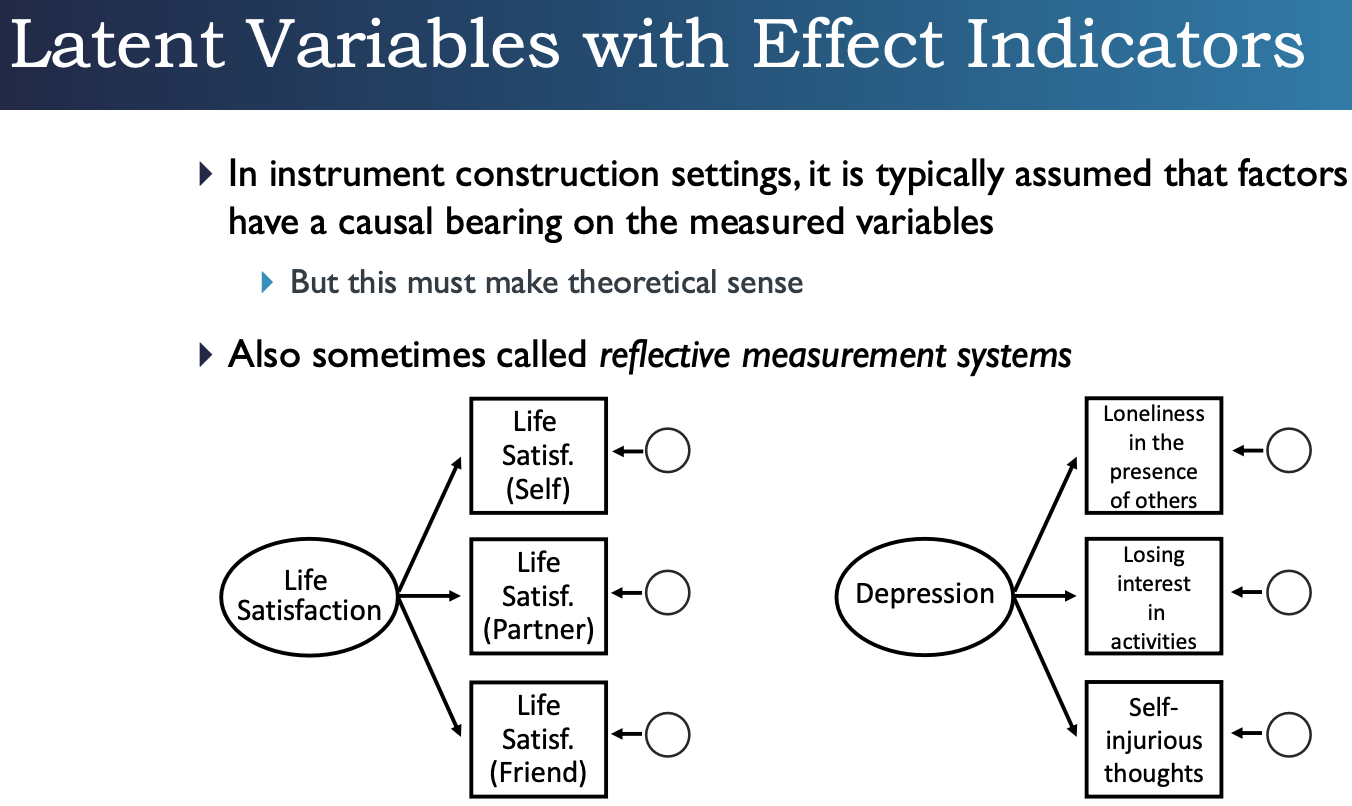 Latent Variables with Effect Indicators
In instrument construction settings, it is typically assumed that factors
have a causal bearing on the measured variables
But this must make theoretical sense
Also sometimes called reflective measurement systems
Life
Satisfaction
Life
Satisf.
(Self)
Life
Satisf.
(Partner)
Life
Satisf.
(Friend)
Depression
Loneliness
in the
presence
of others
Losing
interest
in
activities
Self-
injurious
thoughts